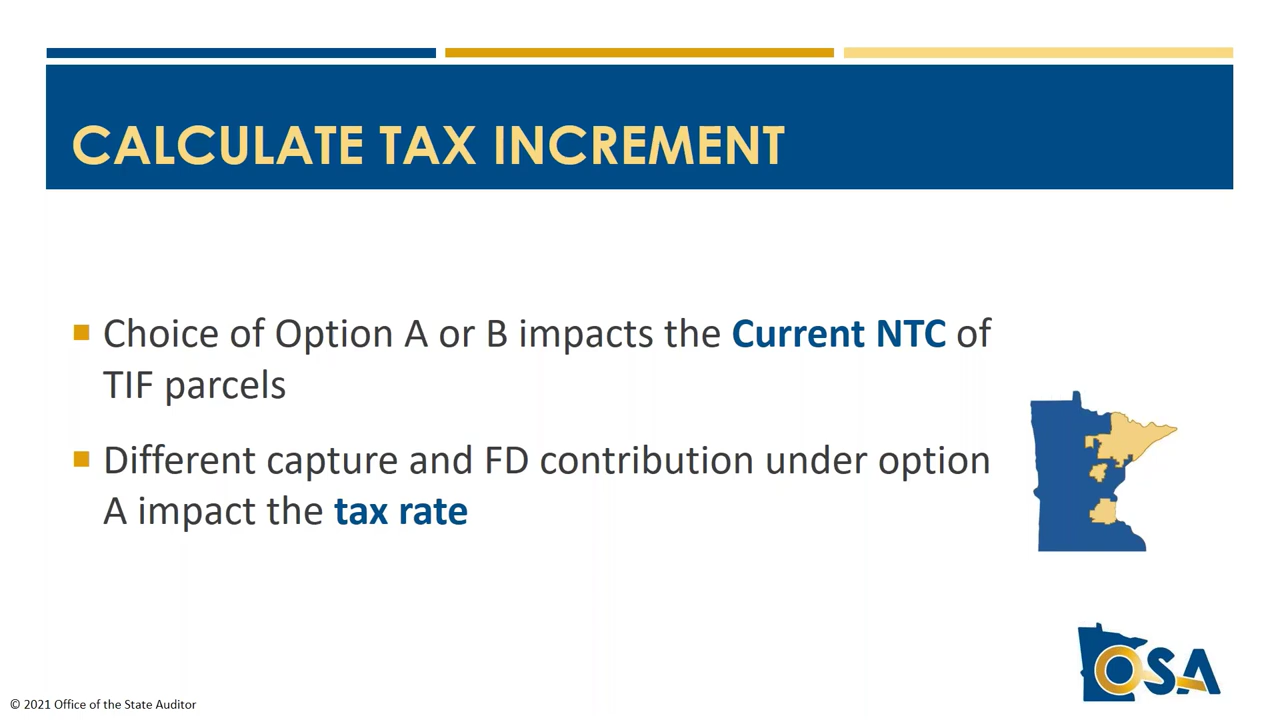 CALCULATE TAX INCREMENT
Choice of Option A or B impacts the Current NTC of
TIF parcels
Different capture and FD contribution under option
A impact the tax rate
OSA
© 2021 Office of the State Auditor